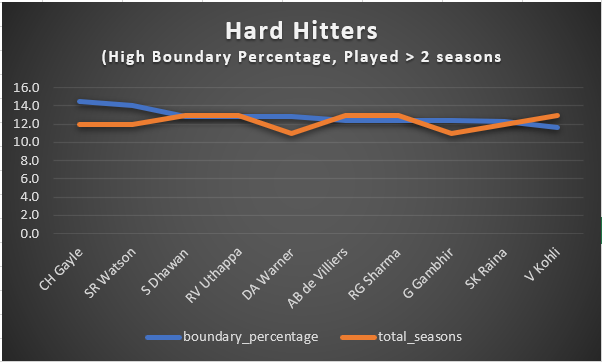 Hard Hitters
(High Boundary Percentage, Played > 2 seasons
16.0
14.0
12.0
10.0
8.0
6.0
4.0
2.0
0.0
CH Gayle
SR Watson
S Dhawan
RV Uthappa
DA Warner
AB de Villiers
RG Sharma
G Gambhir
SK Raina
V Kohli
boundary_percentage
total_seasons